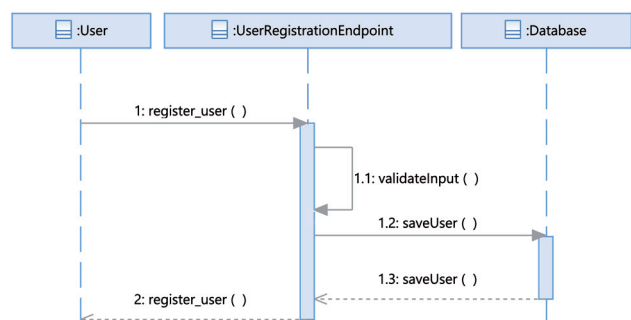 :User
:UserRegistrationEndpoint
:Database
1: register_user ( )
1.1: validateInput ( )
1.2: saveUser ( )
1.3: saveUser ( )
2: register_user ( )